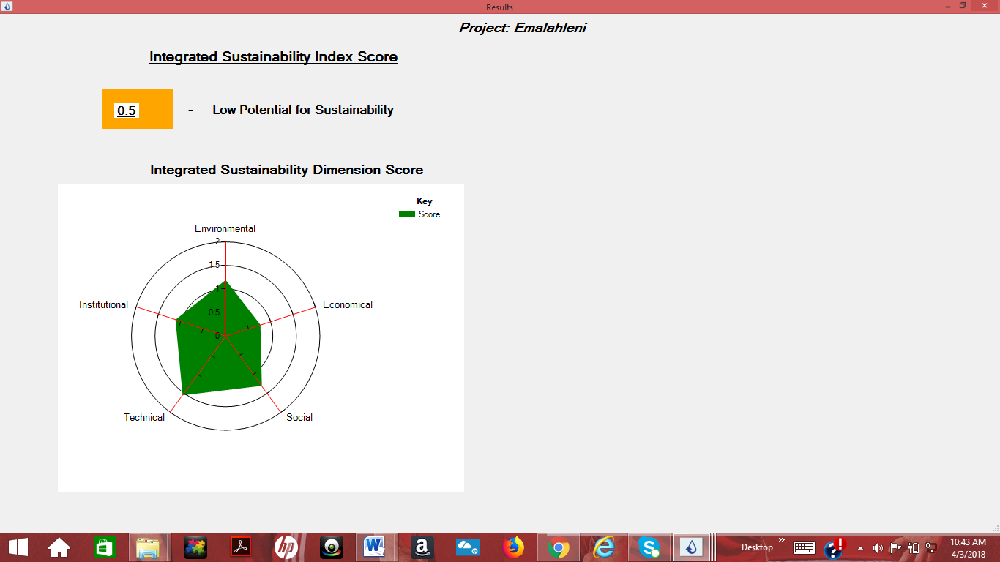 Results
Project: Emalahleni
Integrated Sustainability Index Score
0.5 - Low Potential for Sustainability
Integrated Sustainability Dimension Score
Key
Score
Environmental
2
1.5
1
0.5
0
Institutional
Economical
Technical
Social
hp
W
a
hp
e
S
Desktop
»
10:43 AM
4/3/2018